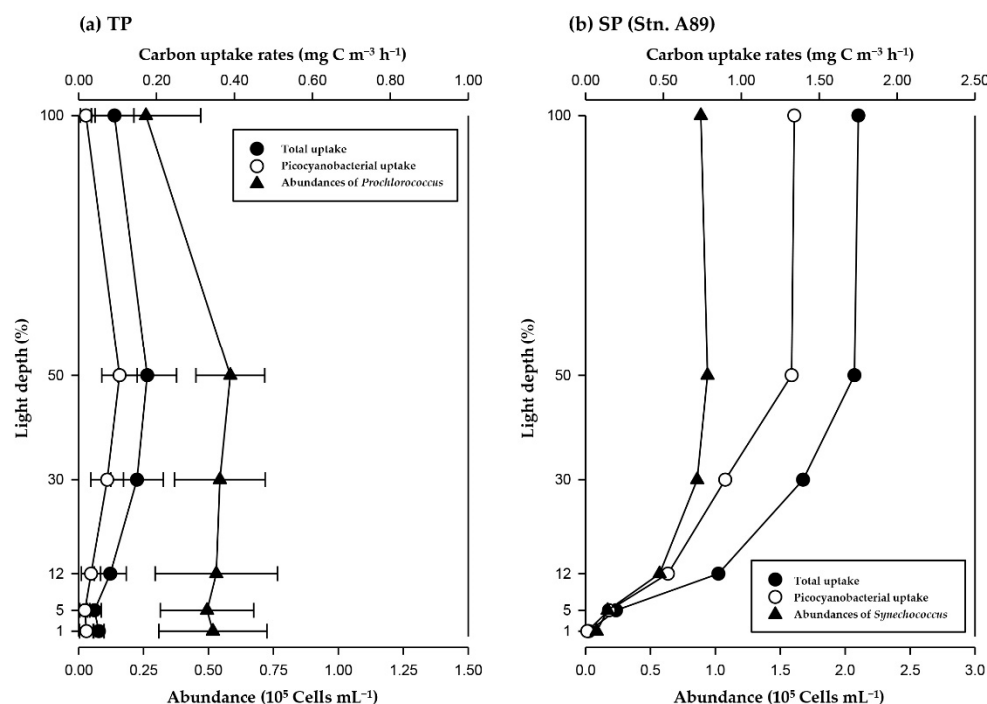 (a) TP
Carbon uptake rates (mg C m⁻³ h⁻¹)
0.00 0.20 0.40 0.60 0.80 1.00
Light depth (%)
100
50
30
12
5
1
Total uptake
Picocyanobacterial uptake
Abundances of Prochlorococcus
0.00 0.25 0.50 0.75 1.00 1.25 1.50
Abundance (10⁵ Cells mL⁻¹)
(b) SP (Stn. A89)
Carbon uptake rates (mg C m⁻³ h⁻¹)
0.00 0.50 1.00 1.50 2.00 2.50
Light depth (%)
100
50
30
12
5
1
Total uptake
Picocyanobacterial uptake
Abundances of Synechococcus
0.0 0.5 1.0 1.5 2.0 2.5 3.0
Abundance (10⁵ Cells mL⁻¹)